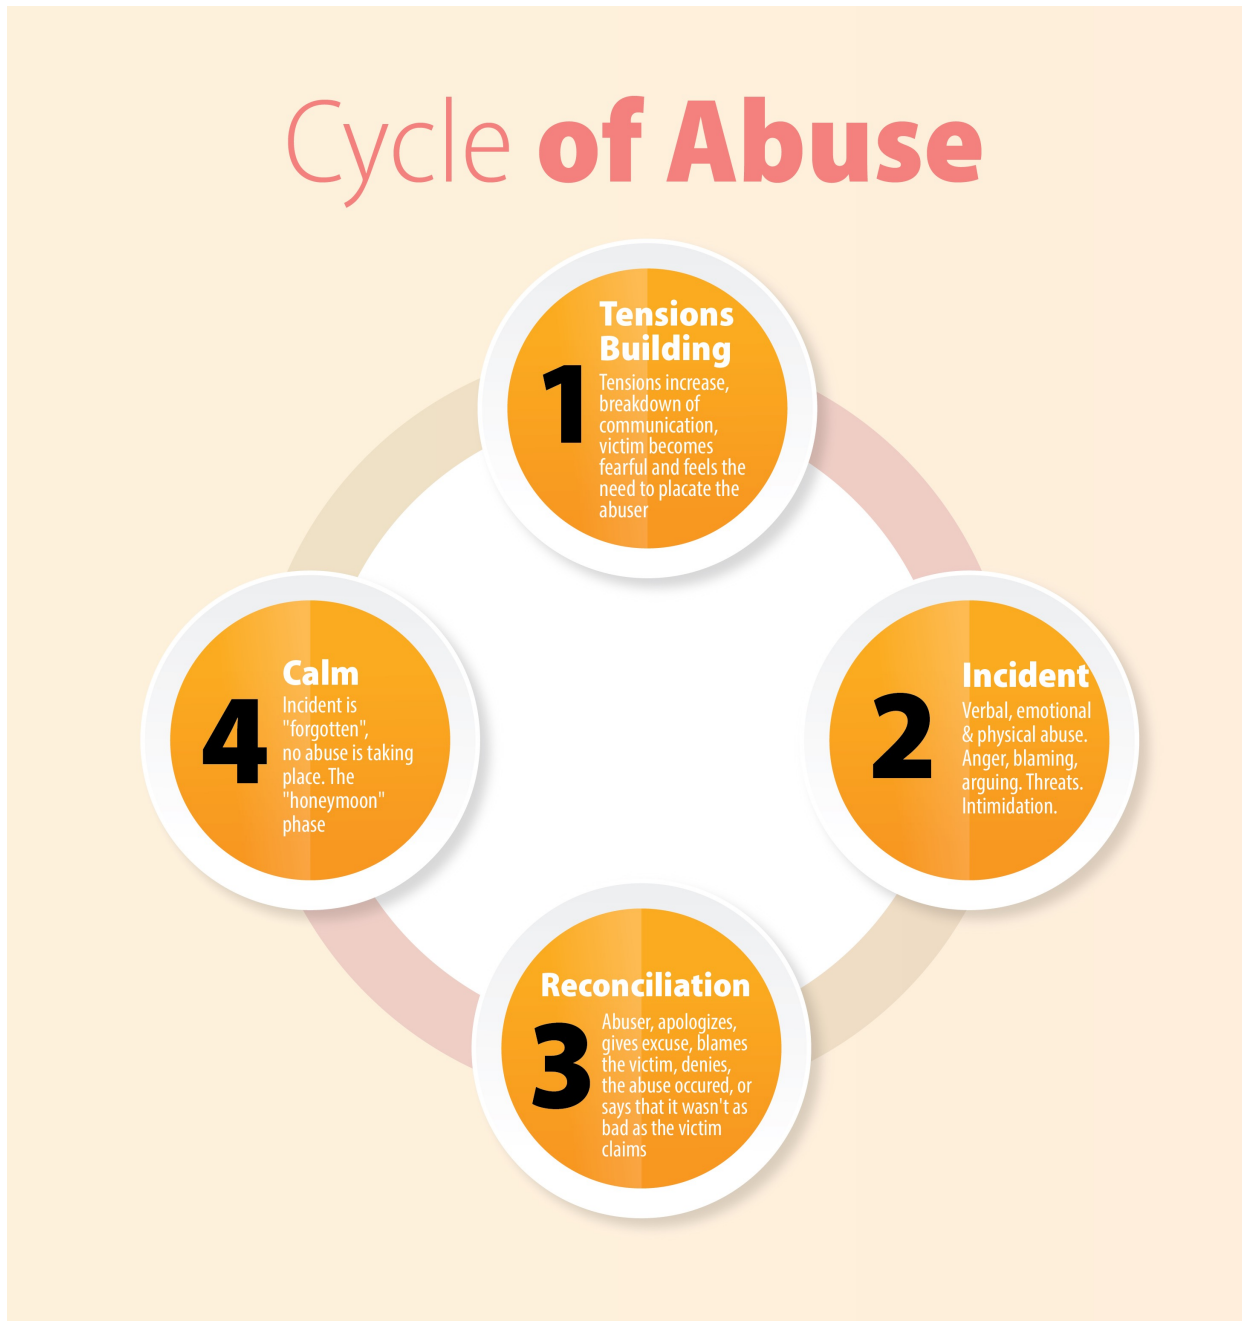 Cycle of Abuse
1
Tensions
Building
Tensions increase,
breakdown of
communication,
victim becomes
fearful and feels the
need to placate the
abuser
2
Incident
Verbal, emotional
& physical abuse.
Anger, blaming,
arguing. Threats.
Intimidation.
3
Reconciliation
Abuser, apologizes,
gives excuse, blames
the victim, denies,
the abuse occured, or
says that it wasn't as
bad as the victim
claims
4
Calm
Incident is
"forgotten",
no abuse is taking
place. The
"honeymoon"
phase